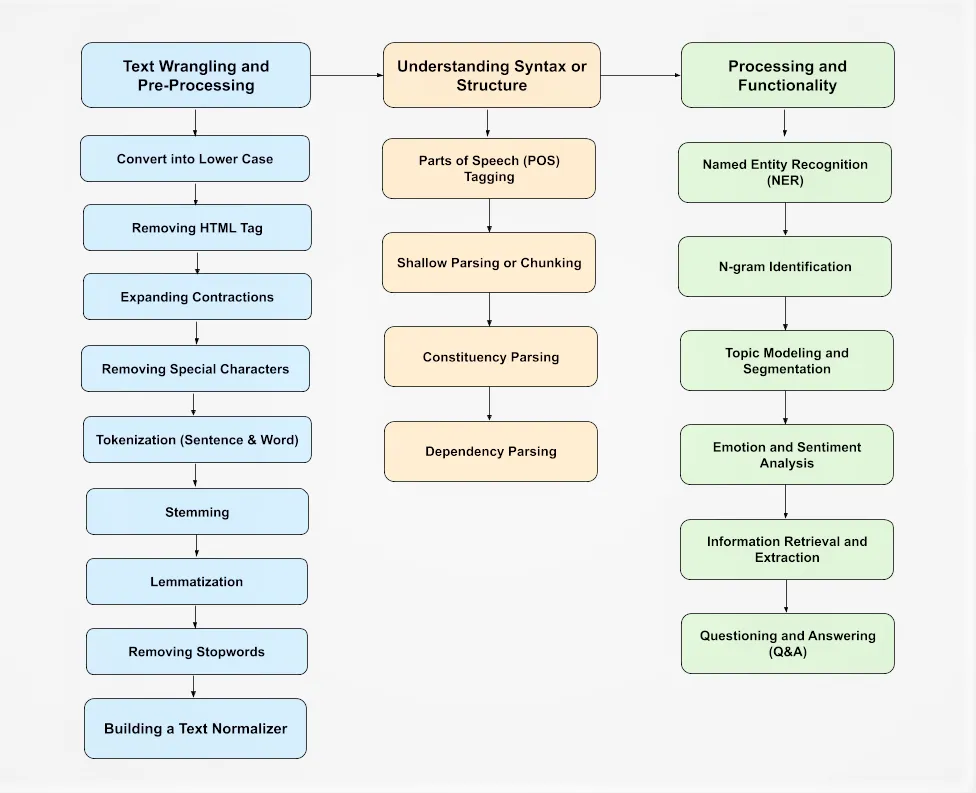 Text Wrangling and
Pre-Processing
Convert into Lower Case
Removing HTML Tag
Expanding Contractions
Removing Special Characters
Tokenization (Sentence & Word)
Stemming
Lemmatization
Removing Stopwords
Building a Text Normalizer
Understanding Syntax or
Structure
Parts of Speech (POS)
Tagging
Shallow Parsing or Chunking
Constituency Parsing
Dependency Parsing
Processing and
Functionality
Named Entity Recognition
(NER)
N-gram Identification
Topic Modeling and
Segmentation
Emotion and Sentiment
Analysis
Information Retrieval and
Extraction
Questioning and Answering
(Q&A)